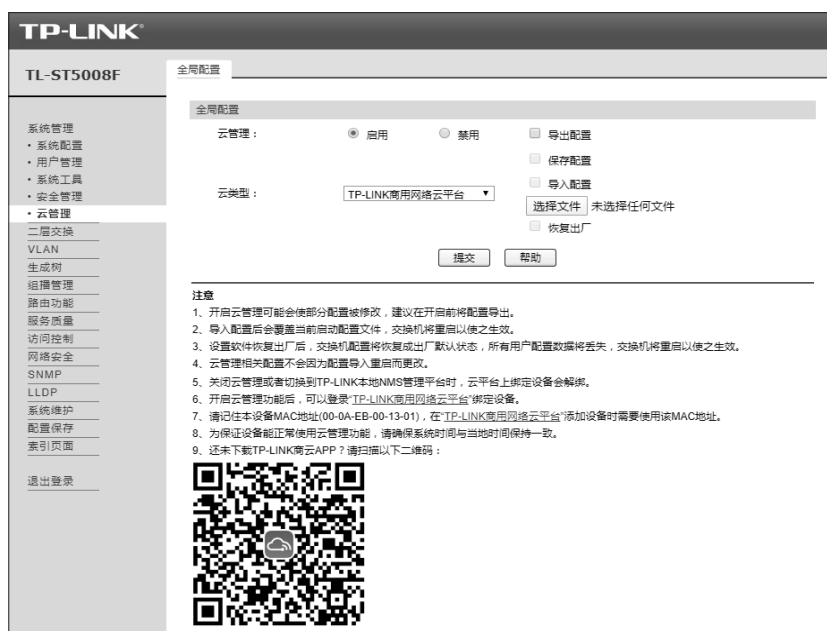 TP-LINK®
TL-ST5008F
全局配置
系统管理
• 系统配置
• 用户管理
• 系统工具
• 安全管理
• 云管理
二层交换
VLAN
生成树
组播管理
路由功能
服务质量
访问控制
网络安全
SNMP
LLDP
系统维护
配置保存
索引页面
退出登录
全局配置
云管理： 启用 禁用 导出配置
保存配置
导入配置
云类型： TP-LINK商用网络云平台 选择文件 未选择任何文件
恢复出厂
提交 帮助
注意
1、开启云管理可能会使部分配置被修改，建议在开启前将配置导出。
2、导入配置后会覆盖当前启动配置文件，交换机将重启以使之生效。
3、设置软件恢复出厂后，交换机配置将恢复成出厂默认状态，所有用户配置数据将丢失，交换机将重启以使之生效。
4、云管理相关配置不会因为配置导入重启而更改。
5、关闭云管理或者切换到TP-LINK本地NMS管理平台时，云平台上绑定设备会解绑。
6、开启云管理功能后，可以登录“TP-LINK商用网络云平台”绑定设备。
7、请记住本设备MAC地址(00-0A-EB-00-13-01)，在“TP-LINK商用网络云平台”添加设备时需要使用该MAC地址。
8、为保证设备能正常使用云管理功能，请确保系统时间与当地时间保持一致。
9、还未下载TP-LINK商云APP？请扫描以下二维码：